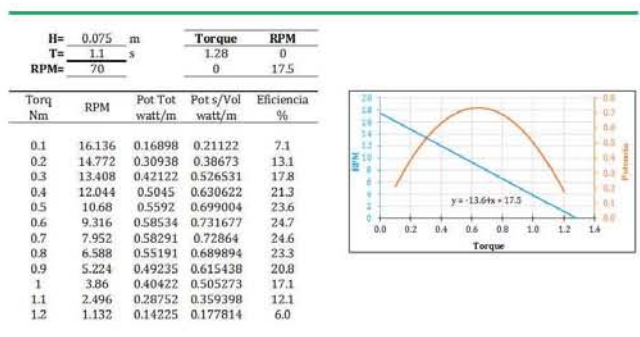 H= 0.075 m Torque RPM
T= 1.1 s 1.28 0
RPM= 70 0 17.5
Torq Nm RPM Pot Tot watt/m Pot s/Vol watt/m Eficiencia %
0.1 16.136 0.16898 0.21122 7.1
0.2 14.772 0.30938 0.38673 13.1
0.3 13.408 0.42122 0.526531 17.8
0.4 12.044 0.5045 0.630622 21.3
0.5 10.68 0.5592 0.699004 23.6
0.6 9.316 0.58534 0.731677 24.7
0.7 7.952 0.58291 0.72864 24.6
0.8 6.588 0.55191 0.689894 23.3
0.9 5.224 0.49235 0.615438 20.8
1 3.86 0.40422 0.505273 17.1
1.1 2.496 0.28752 0.359398 12.1
1.2 1.132 0.14225 0.177814 6.0
20
18
16
14
12
10
8
6
4
2
0
RPM
0.8
0.7
0.6
0.5
0.4
0.3
0.2
0.1
0.0
Potencia
y = -13.64x + 17.5
0.0 0.2 0.4 0.6 0.8 1.0 1.2 1.4
Torque